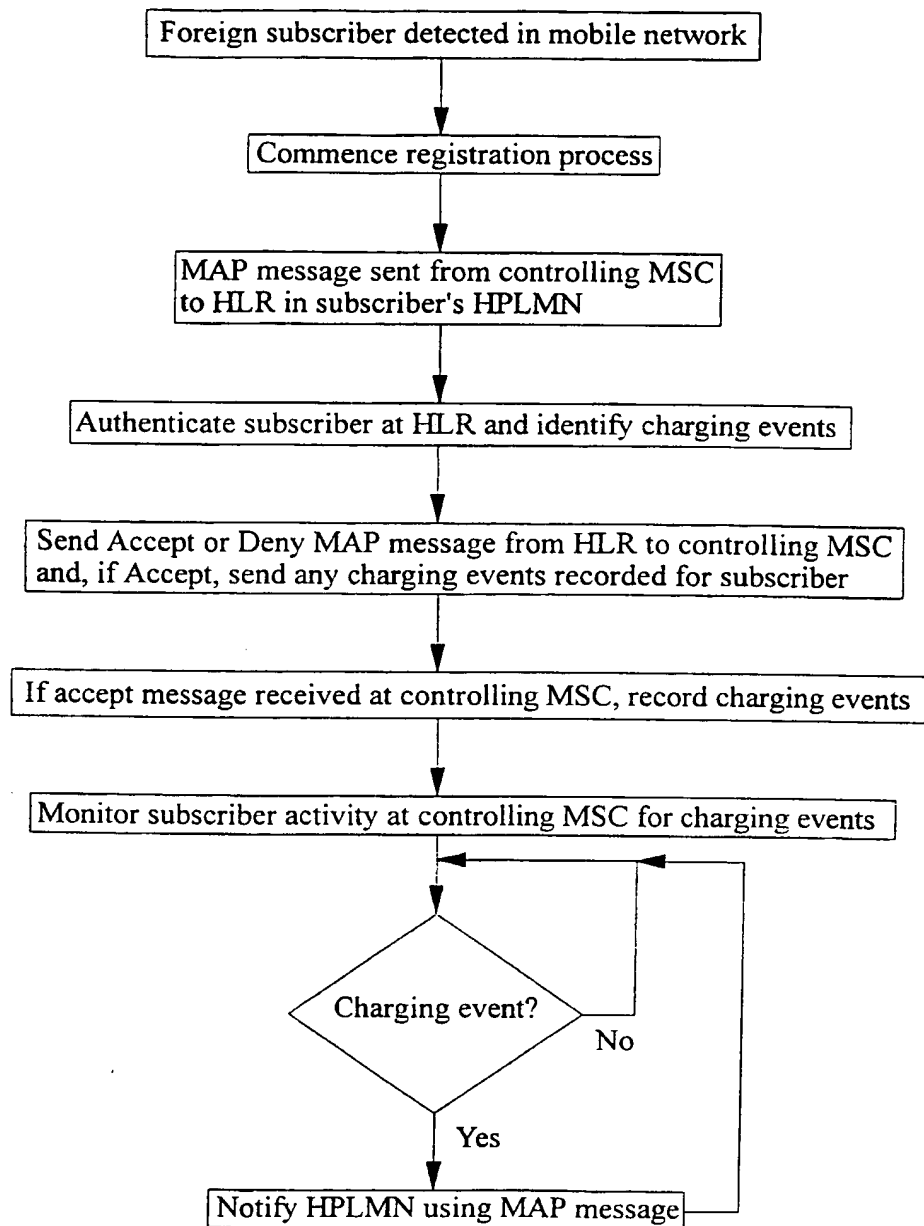 Foreign subscriber detected in mobile network
Commence registration process
MAP message sent from controlling MSC
to HLR in subscriber's HPLMN
Authenticate subscriber at HLR and identify charging events
Send Accept or Deny MAP message from HLR to controlling MSC
and, if Accept, send any charging events recorded for subscriber
If accept message received at controlling MSC, record charging events
Monitor subscriber activity at controlling MSC for charging events
Charging event?
No
Yes
Notify HPLMN using MAP message